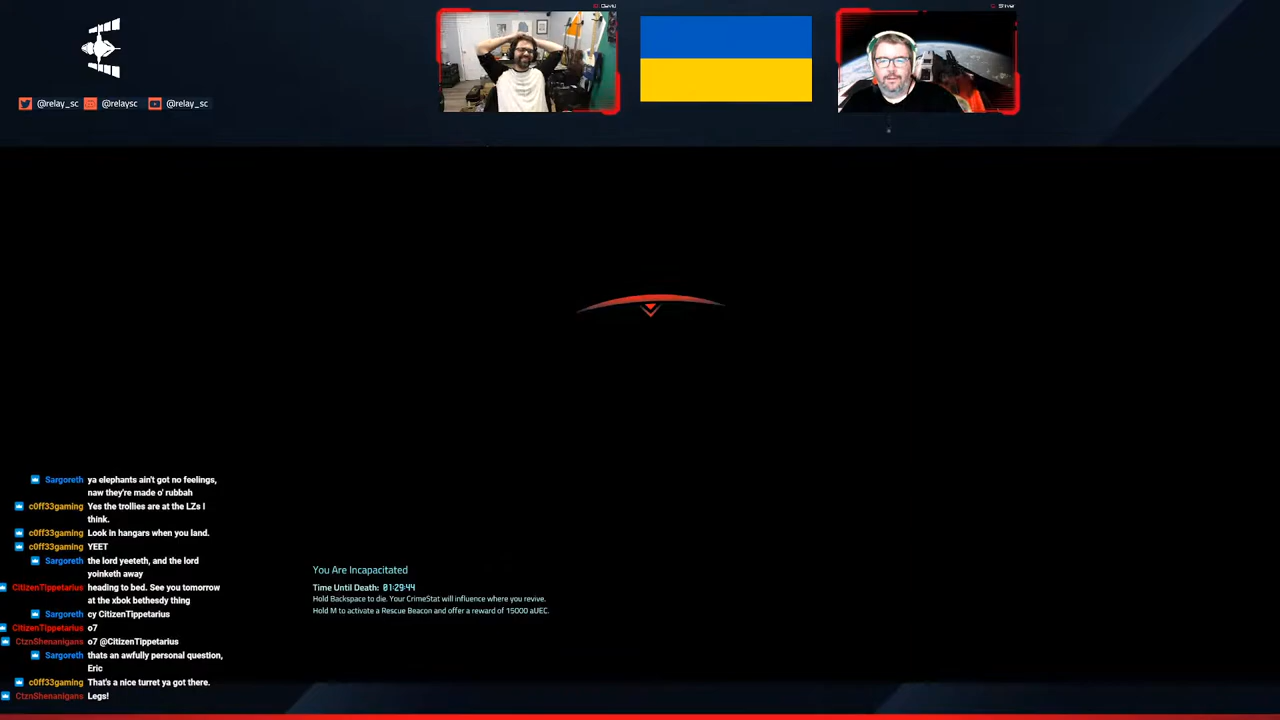 @relay_sc
@relaysc
@relay_sc
Sargoreth ya elephants ain't got no feelings,
naw they're made o' rubbah
c0ff33gaming Yes the trollies are at the LZs I
think.
c0ff33gaming Look in hangars when you land.
c0ff33gaming YEET
Sargoreth the lord yeeteth, and the lord
yoinketh away
CitizenTippetarius heading to bed. See you tomorrow
at the xbok bethesdy thing
Sargoreth cy CitizenTippetarius
CitizenTippetarius o7
CtznShenanigans o7 @CitizenTippetarius
Sargoreth thats an awfully personal question,
Eric
c0ff33gaming That's a nice turret ya got there.
CtznShenanigans Legs!
You Are Incapacitated
Time Until Death: 01:29:44
Hold Backspace to die. Your CrimeStat will influence where you revive.
Hold M to activate a Rescue Beacon and offer a reward of 15000 aUEC.